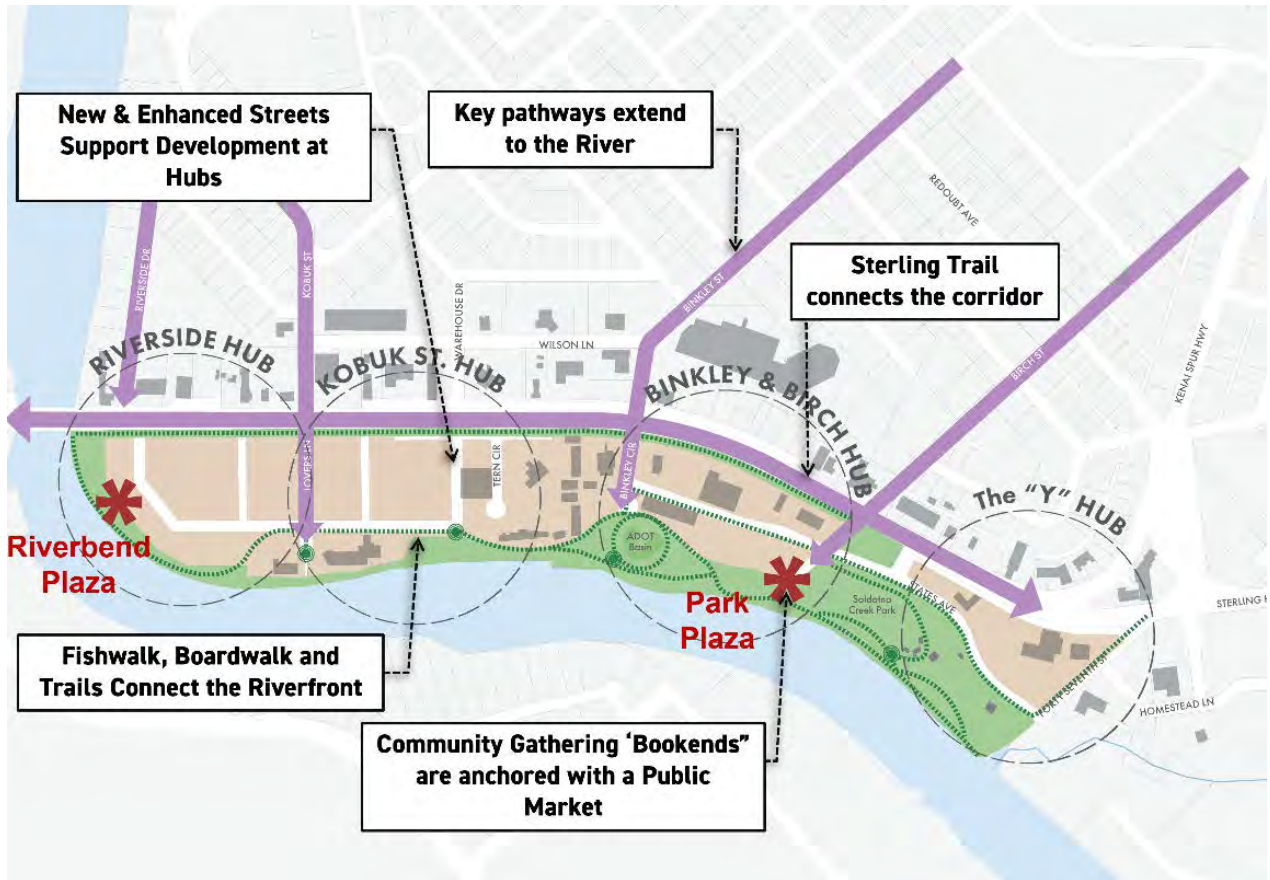 New & Enhanced Streets
Support Development at
Hubs
Key pathways extend
to the River
Sterling Trail
connects the corridor
REDOUBT AVE
RIVERSIDE DR
KOBUK ST
WAREHOUSE DR
WILSON LN
BINKLEY ST
BIRCH ST
KENAI SPUR HWY
RIVERSIDE HUB
KOBUK ST. HUB
BINKLEY & BIRCH HUB
The "Y" HUB
LOVERS LN
TERN CIR
BINKLEY CIR
ADOT
Basin
Riverbend
Plaza
Park
Plaza
Soldotna
Creek Park
STATES AVE
STERLING H
FORTY SEVENTH ST
HOMESTEAD LN
Fishwalk, Boardwalk and
Trails Connect the Riverfront
Community Gathering ‘Bookends”
are anchored with a Public
Market